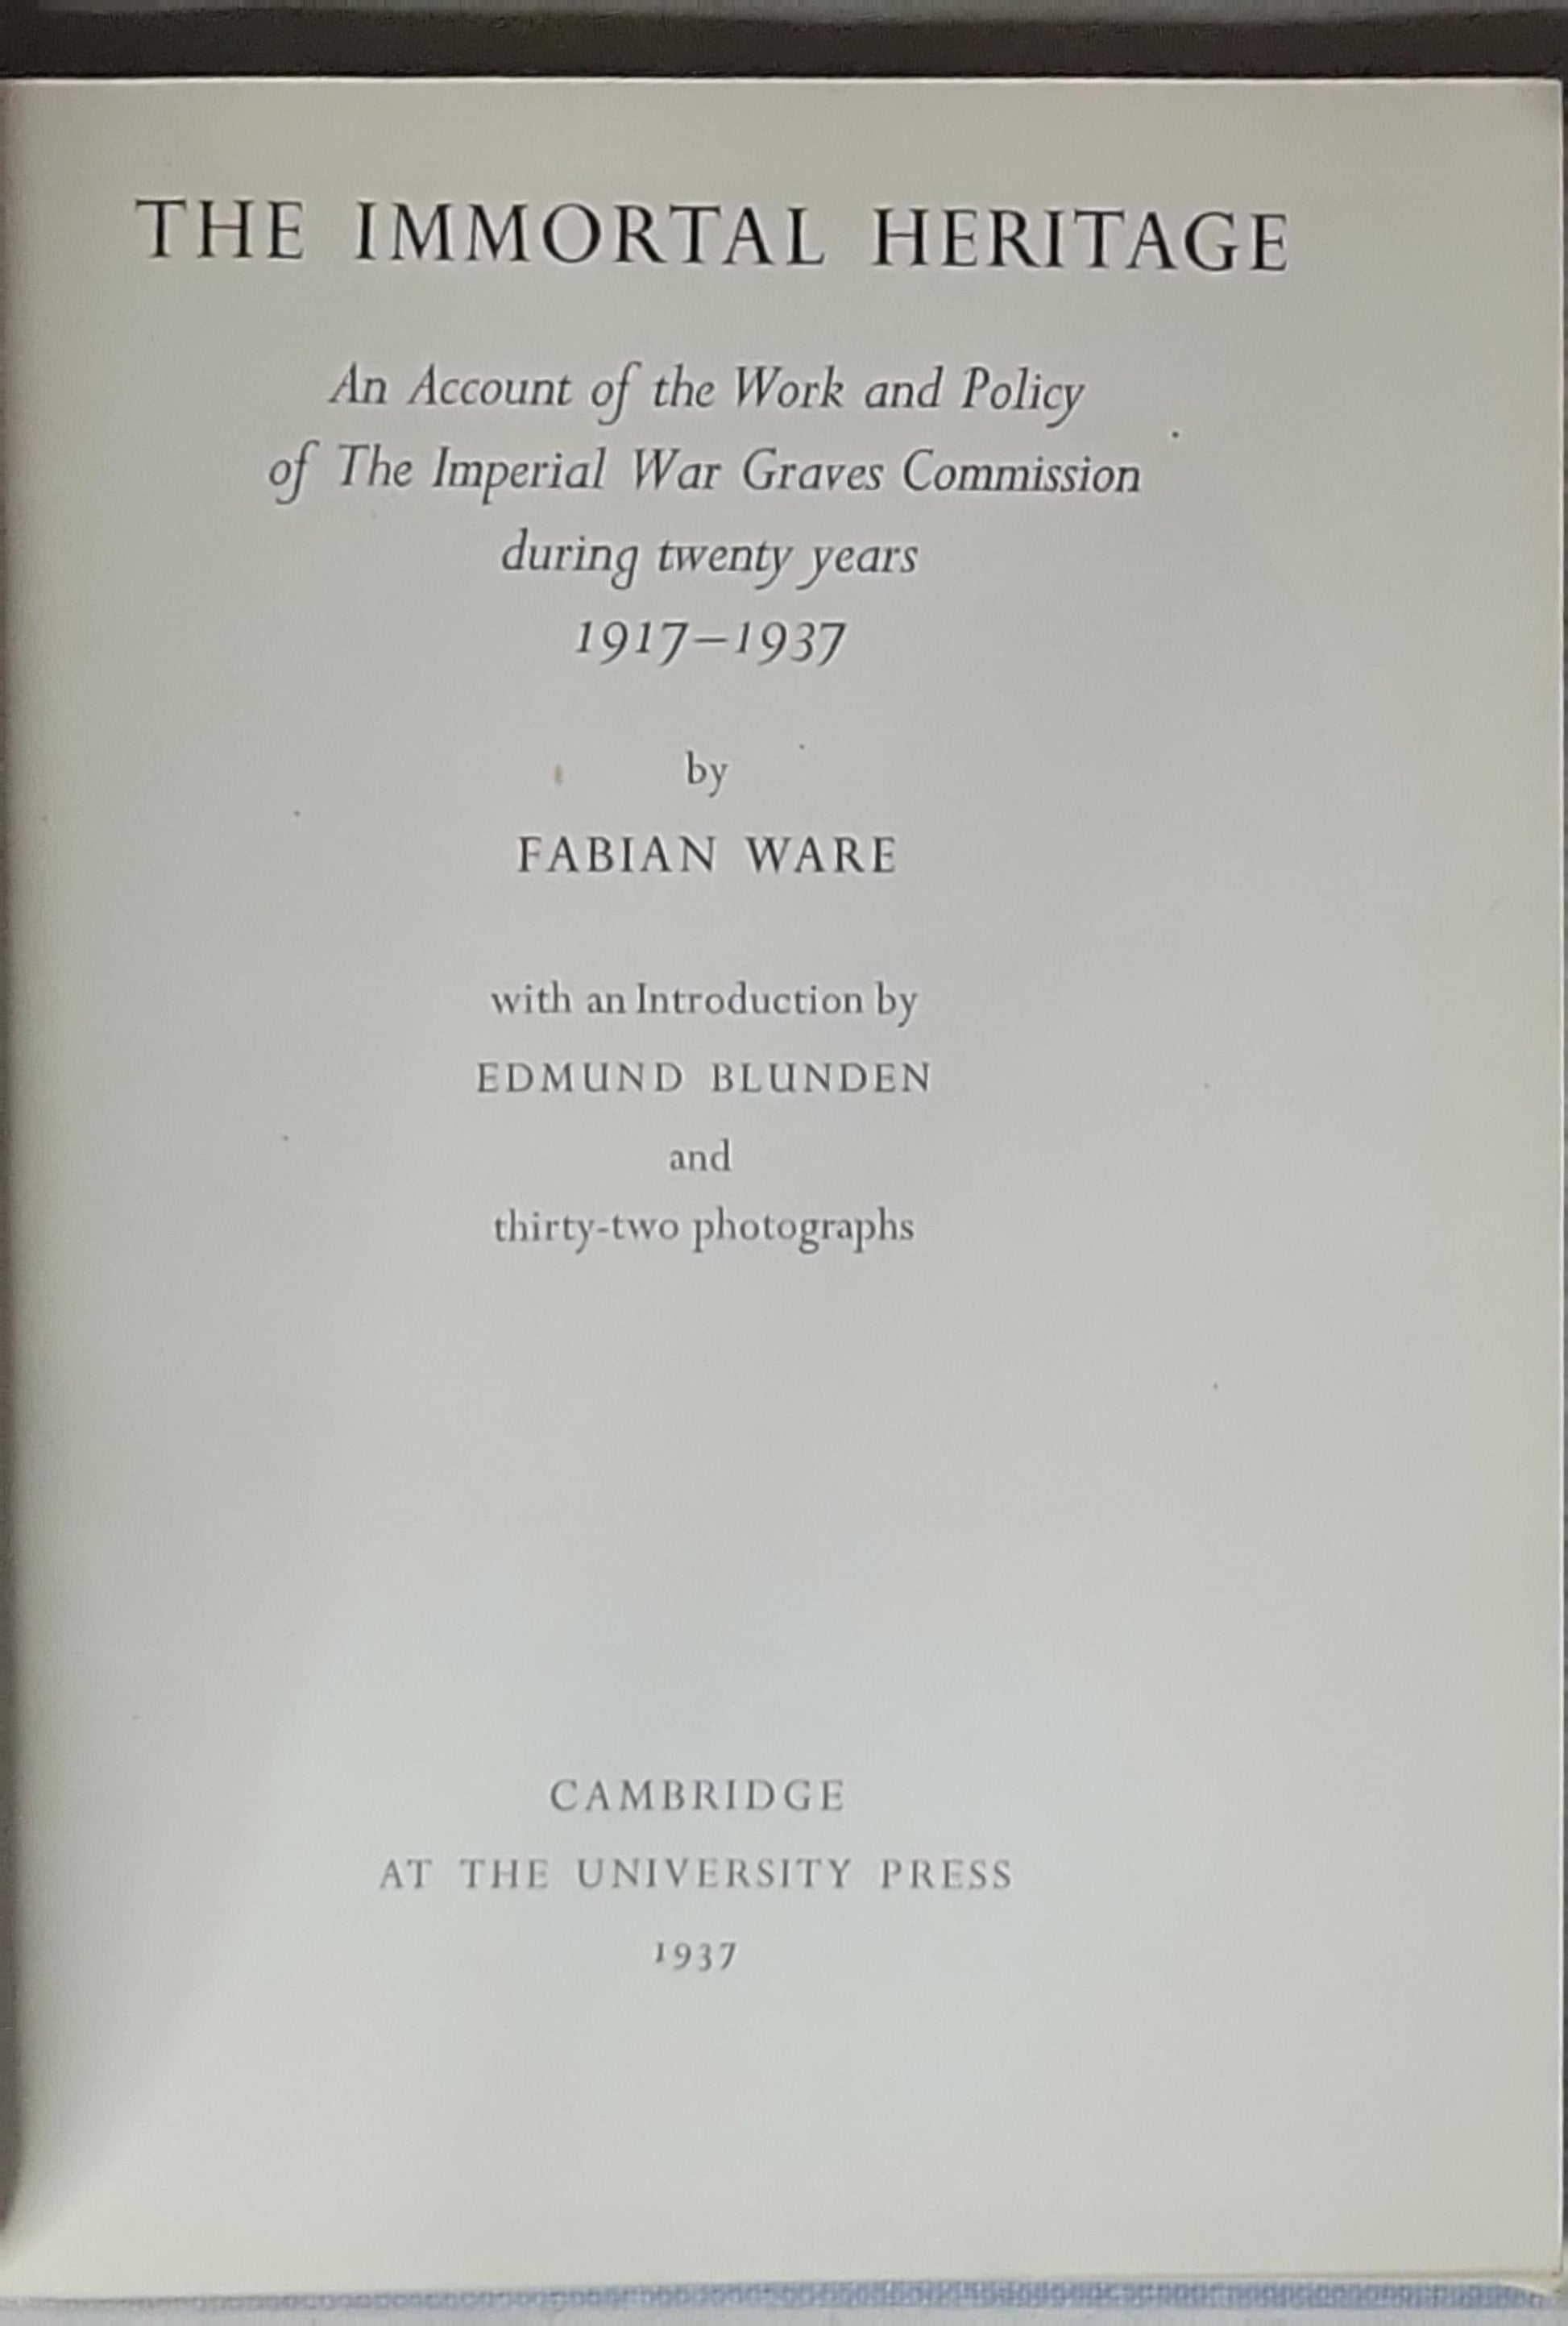 THE IMMORTAL HERITAGE
An Account of the Work and Policy
of The Imperial War Graves Commission
during twenty years
1917–1937
by
FABIAN WARE
with an Introduction by
EDMUND BLUNDEN
and
thirty-two photographs
CAMBRIDGE
AT THE UNIVERSITY PRESS
1937